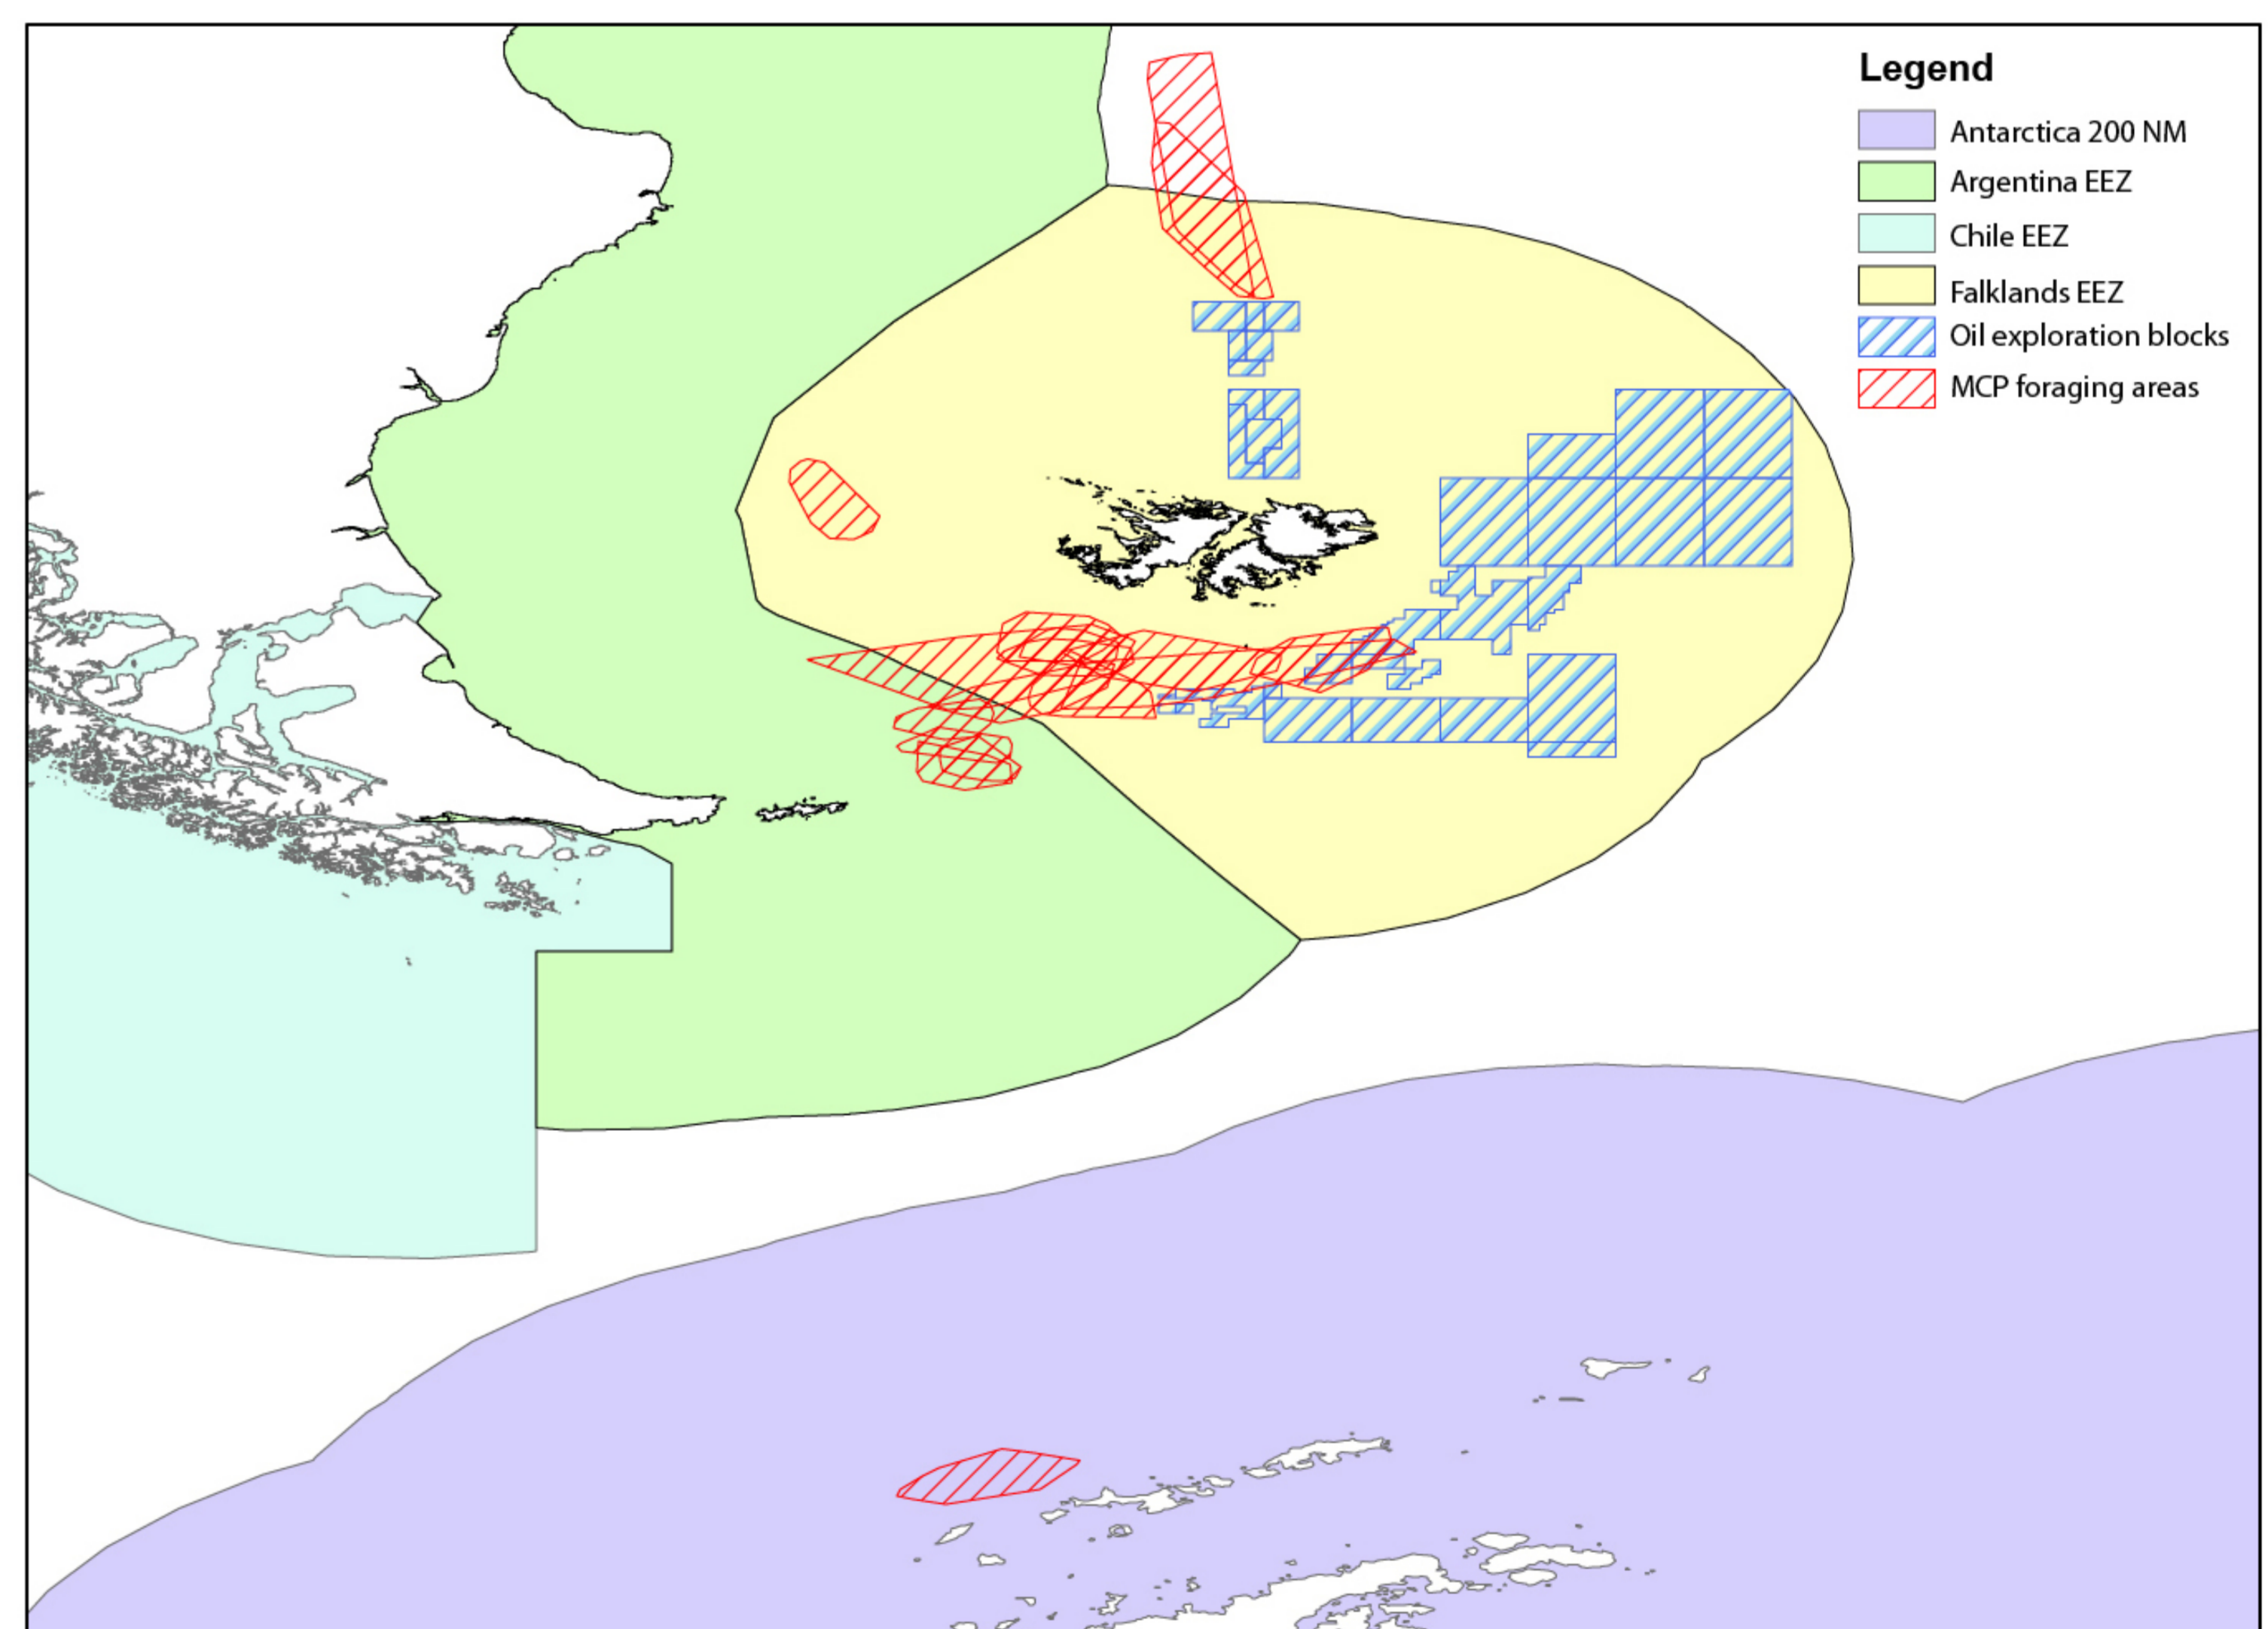 Legend
Antarctica 200 NM
Argentina EEZ
Chile EEZ
Falklands EEZ
Oil exploration blocks
MCP foraging areas